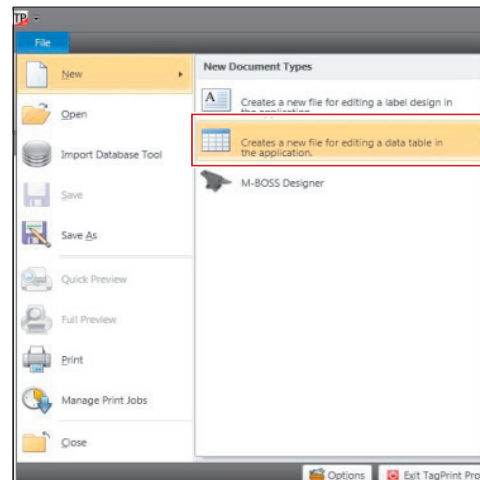 TP
File
New
Open
Import Database Tool
Save
Save As
Quick Preview
Full Preview
Print
Manage Print Jobs
Close
New Document Types
A
Creates a new file for editing a label design in
the application.
Creates a new file for editing a data table in
the application.
M-BOSS Designer
Options
Exit TagPrint Pro